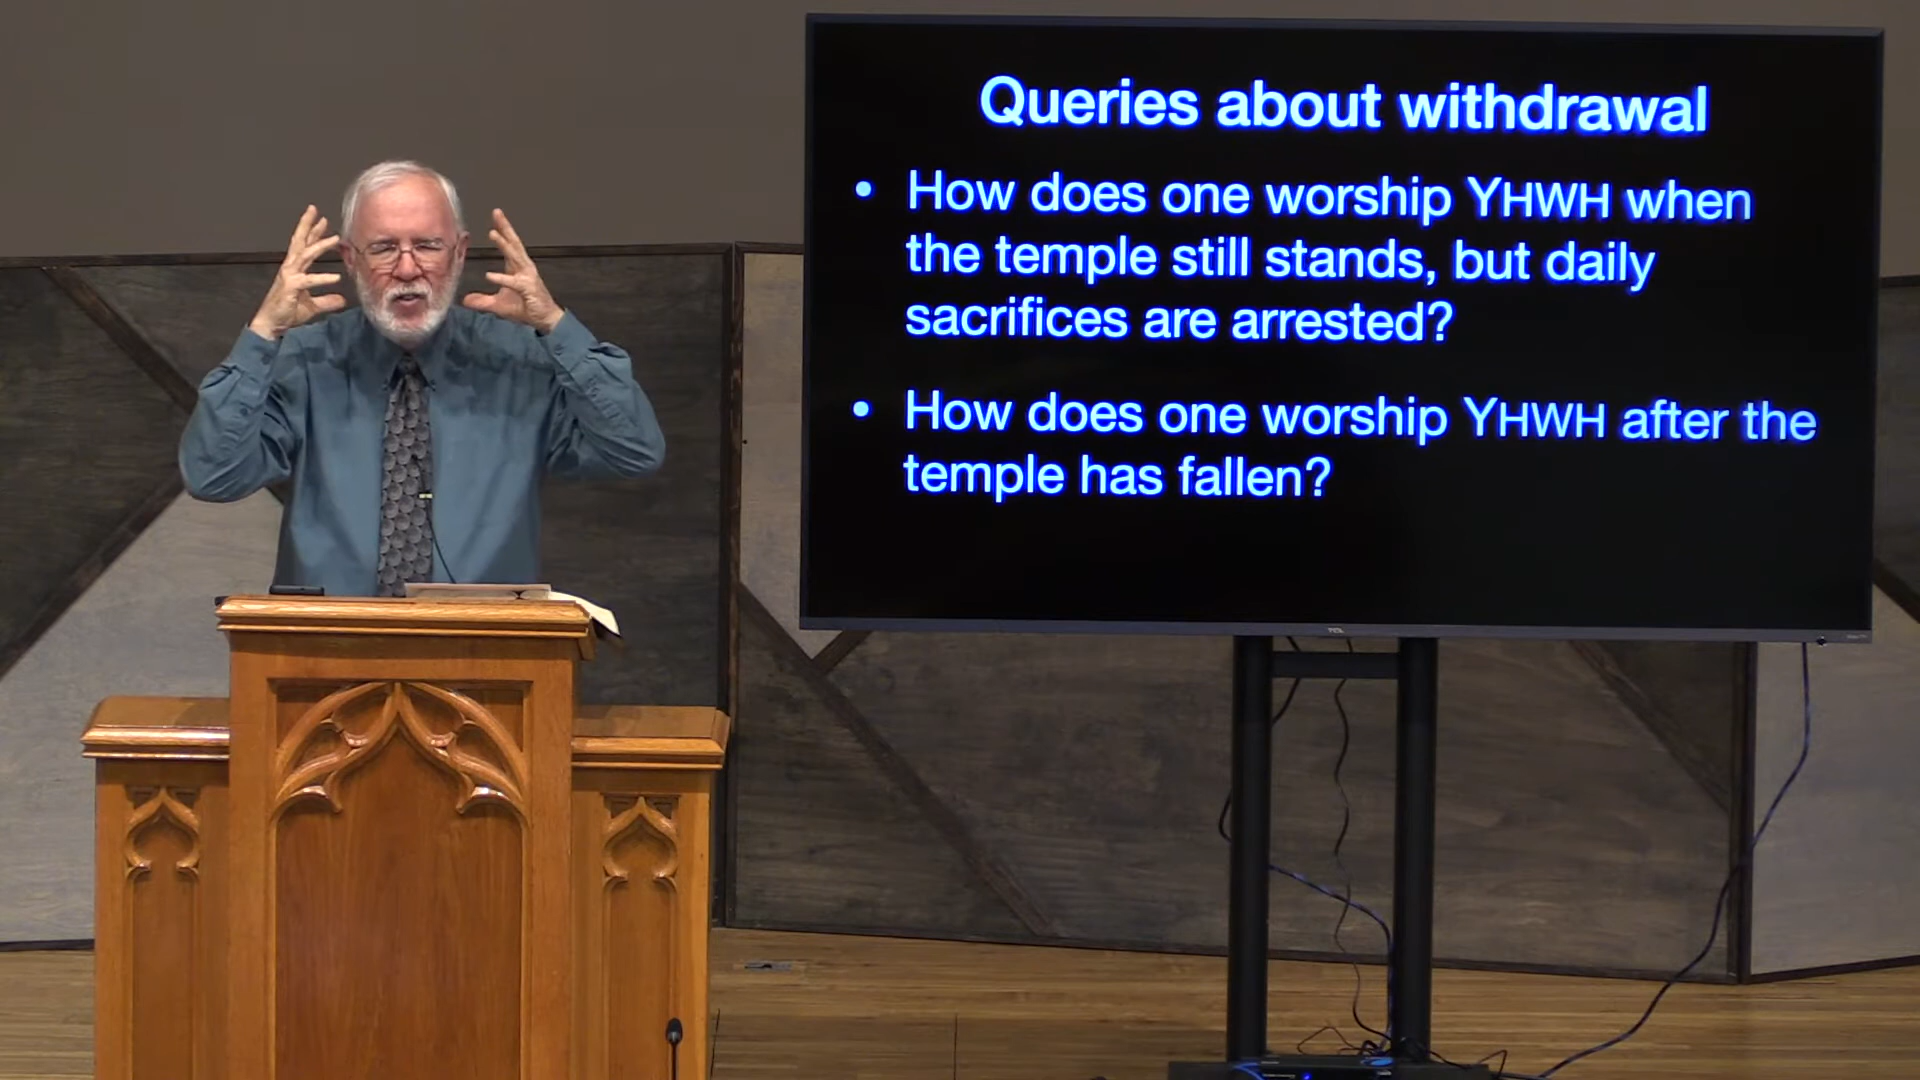 Queries about withdrawal
• How does one worship YHWH when
the temple still stands, but daily
sacrifices are arrested?
• How does one worship YHWH after the
temple has fallen?
TCL